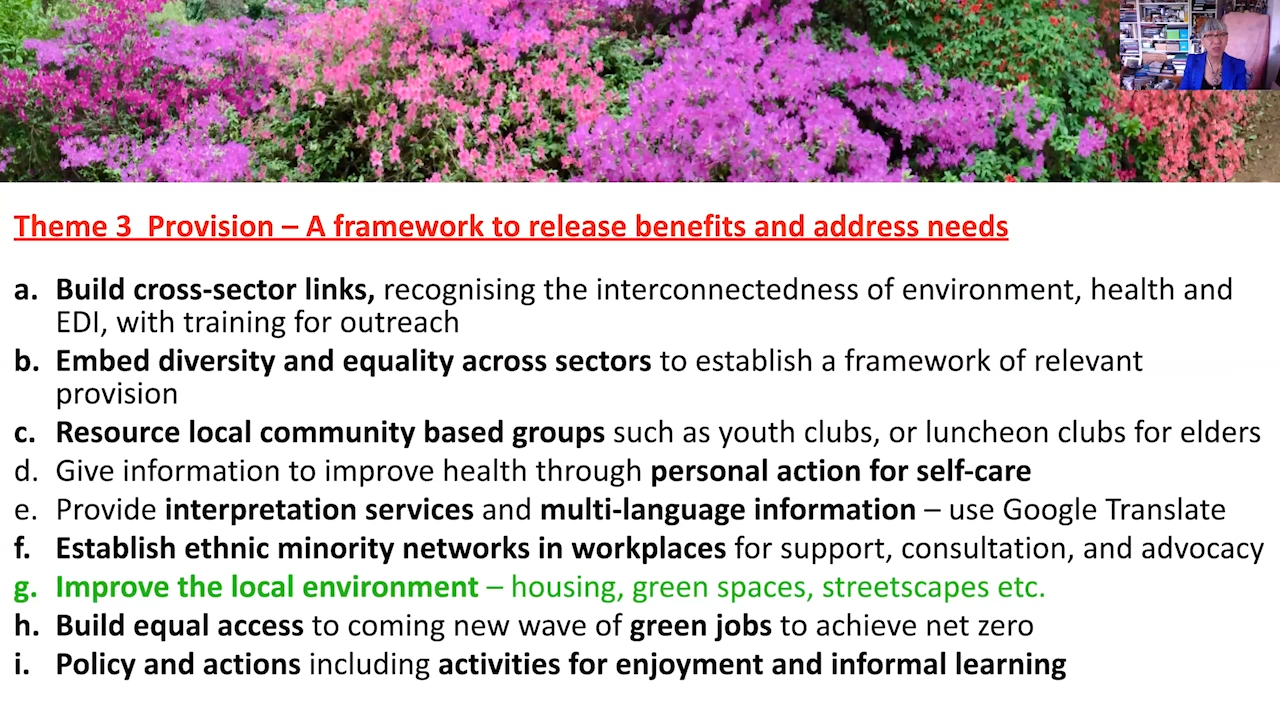 Theme 3  Provision – A framework to release benefits and address needs
a. Build cross-sector links, recognising the interconnectedness of environment, health and
EDI, with training for outreach
b. Embed diversity and equality across sectors to establish a framework of relevant
provision
c. Resource local community based groups such as youth clubs, or luncheon clubs for elders
d. Give information to improve health through personal action for self-care
e. Provide interpretation services and multi-language information – use Google Translate
f. Establish ethnic minority networks in workplaces for support, consultation, and advocacy
g. Improve the local environment – housing, green spaces, streetscapes etc.
h. Build equal access to coming new wave of green jobs to achieve net zero
i. Policy and actions including activities for enjoyment and informal learning